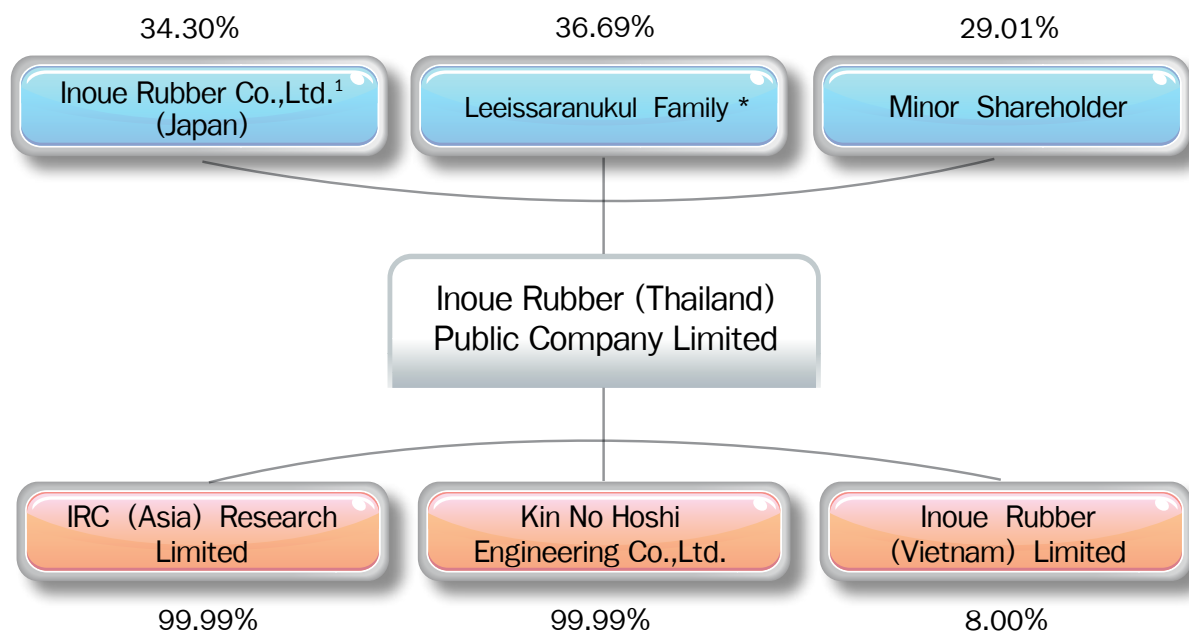 34.30%
36.69%
29.01%
Inoue Rubber Co.,Ltd.¹
(Japan)
Leeissaranukul Family *
Minor Shareholder
Inoue Rubber (Thailand)
Public Company Limited
IRC (Asia) Research
Limited
Kin No Hoshi
Engineering Co.,Ltd.
Inoue Rubber
(Vietnam) Limited
99.99%
99.99%
8.00%